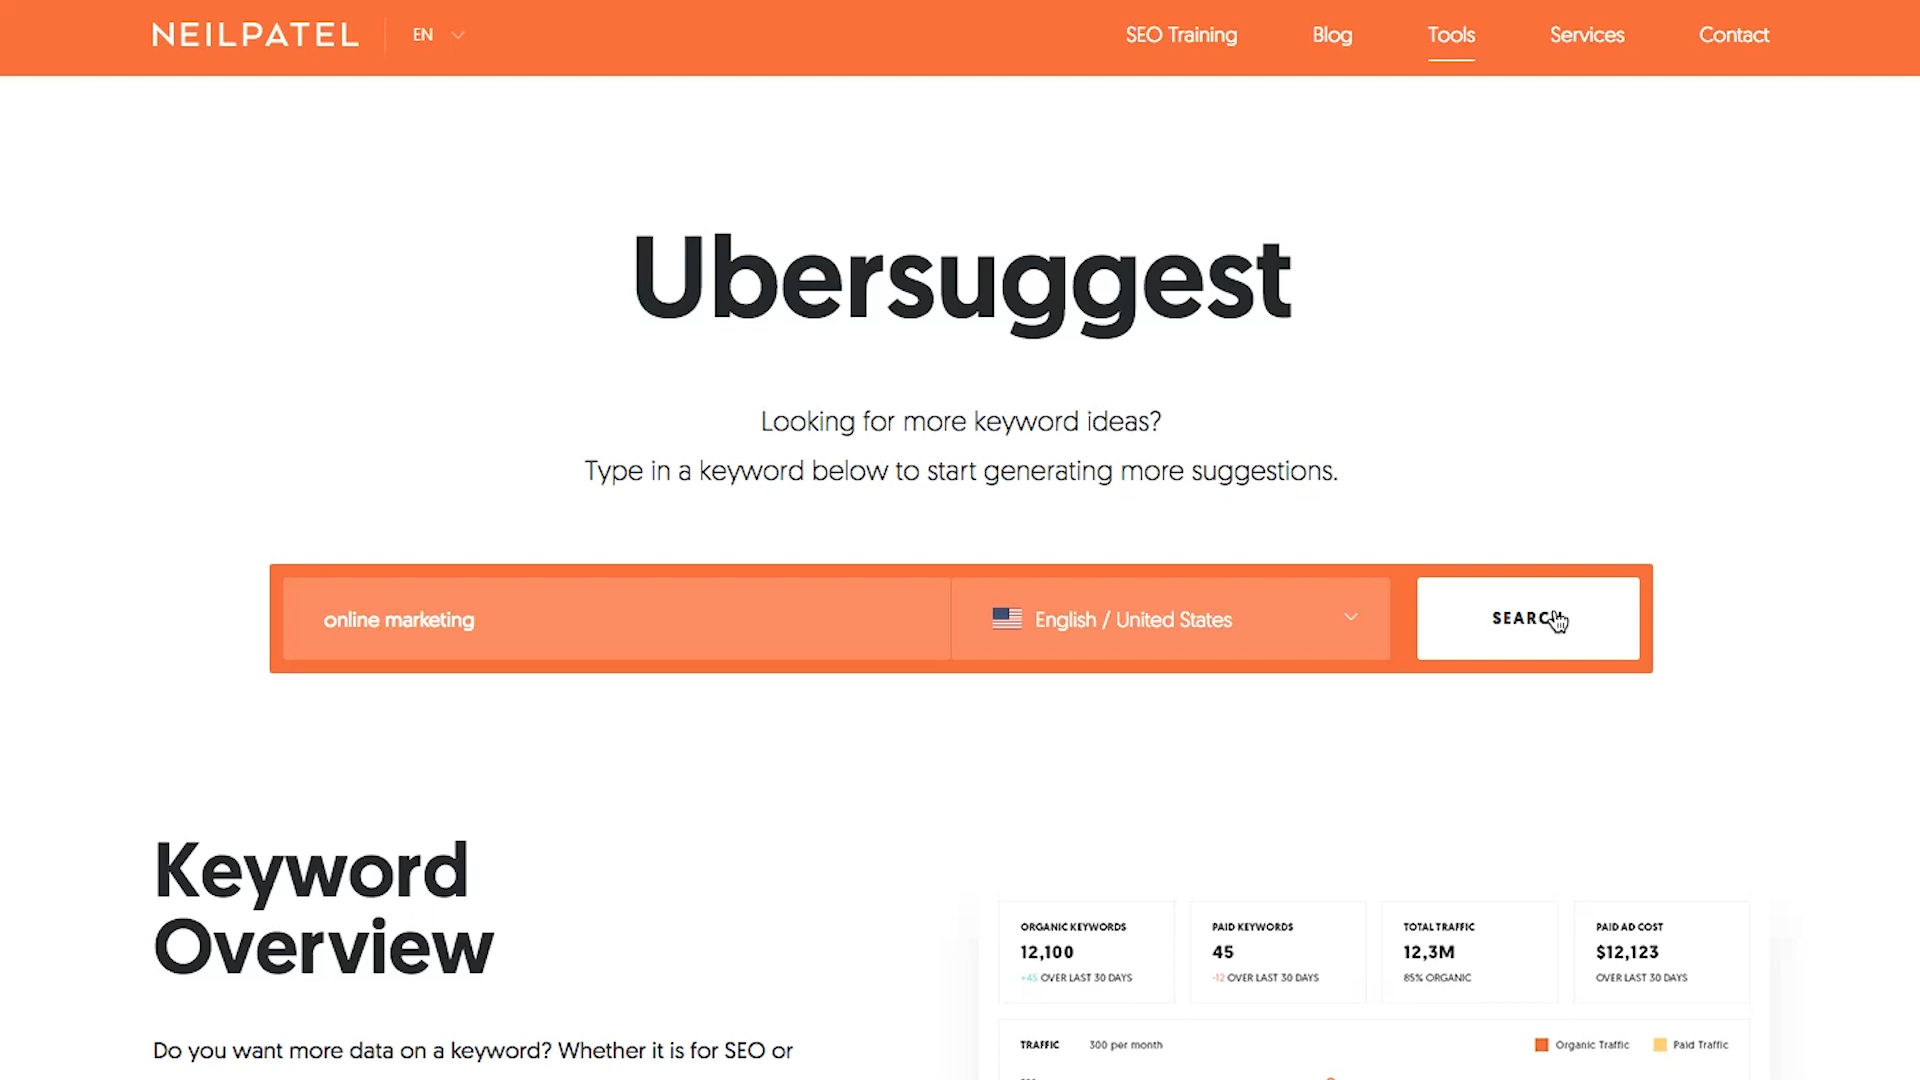 NEILPATEL
EN
SEO Training
Blog
Tools
Services
Contact
Ubersuggest
Looking for more keyword ideas?
Type in a keyword below to start generating more suggestions.
online marketing
English / United States
SEARCH
Keyword
Overview
Do you want more data on a keyword? Whether it is for SEO or
ORGANIC KEYWORDS
12,100
+45 OVER LAST 30 DAYS
PAID KEYWORDS
45
-12 OVER LAST 30 DAYS
TOTAL TRAFFIC
12,3M
85% ORGANIC
PAID AD COST
$12,123
OVER LAST 30 DAYS
TRAFFIC
300 per month
Organic Traffic
Paid Traffic